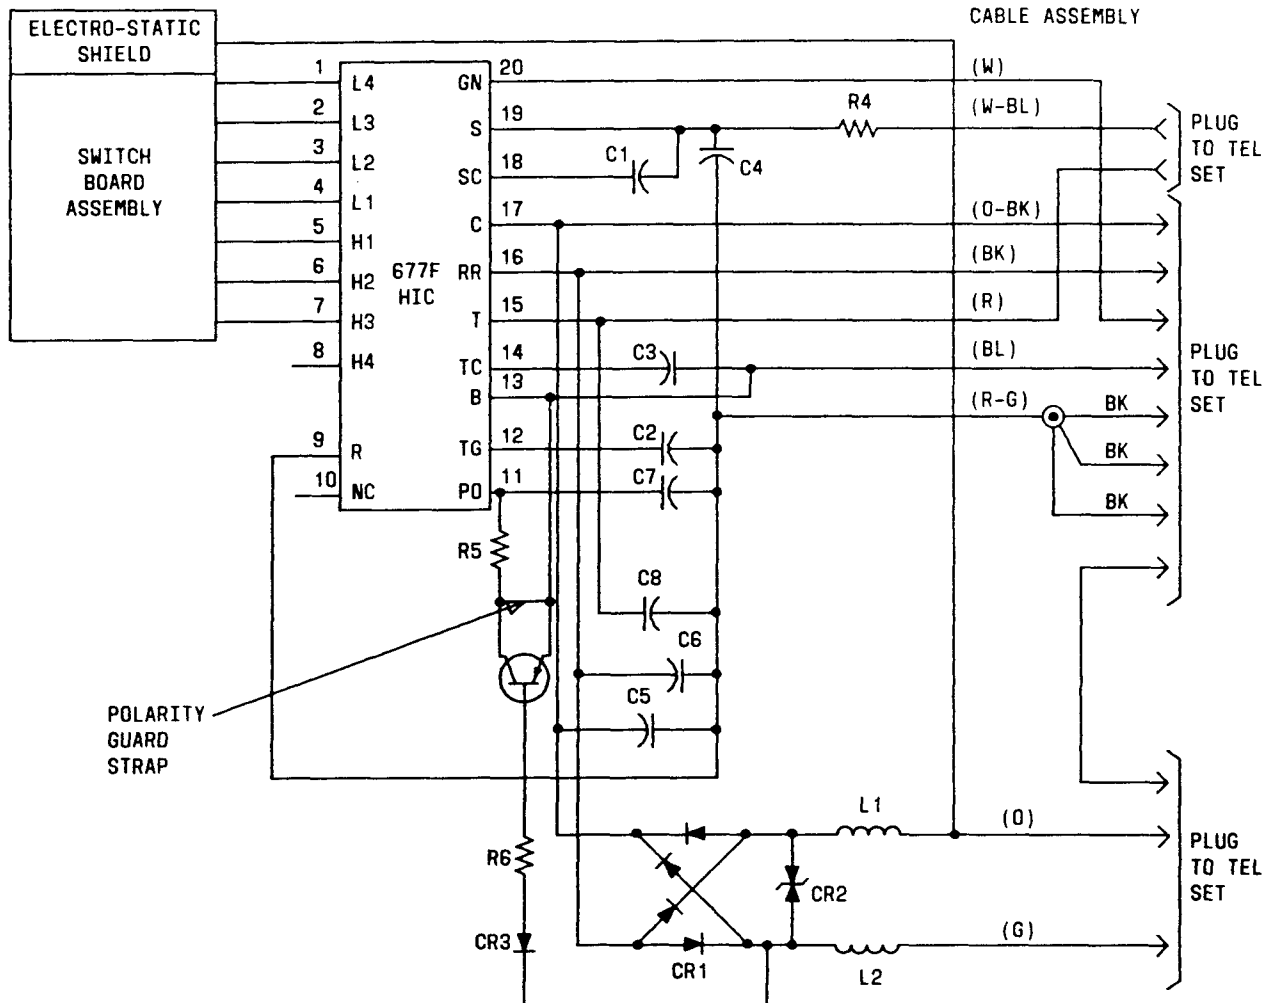 CABLE ASSEMBLY
ELECTRO-STATIC
SHIELD
SWITCH
BOARD
ASSEMBLY
1
2
3
4
5
6
7
8
9
10
L4
L3
L2
L1
H1
H2
H3
H4
R
NC
677F
HIC
GN
S
SC
C
RR
T
TC
B
TG
PO
20
19
18
17
16
15
14
13
12
11
C1
C4
R4
C3
C2
C7
C8
C6
C5
R5
(W)
(W-BL)
(O-BK)
(BK)
(R)
(BL)
(R-G)
BK
BK
BK
PLUG
TO TEL
SET
PLUG
TO TEL
SET
POLARITY
GUARD
STRAP
R6
CR3
CR1
CR2
L1
L2
(O)
(G)
PLUG
TO TEL
SET